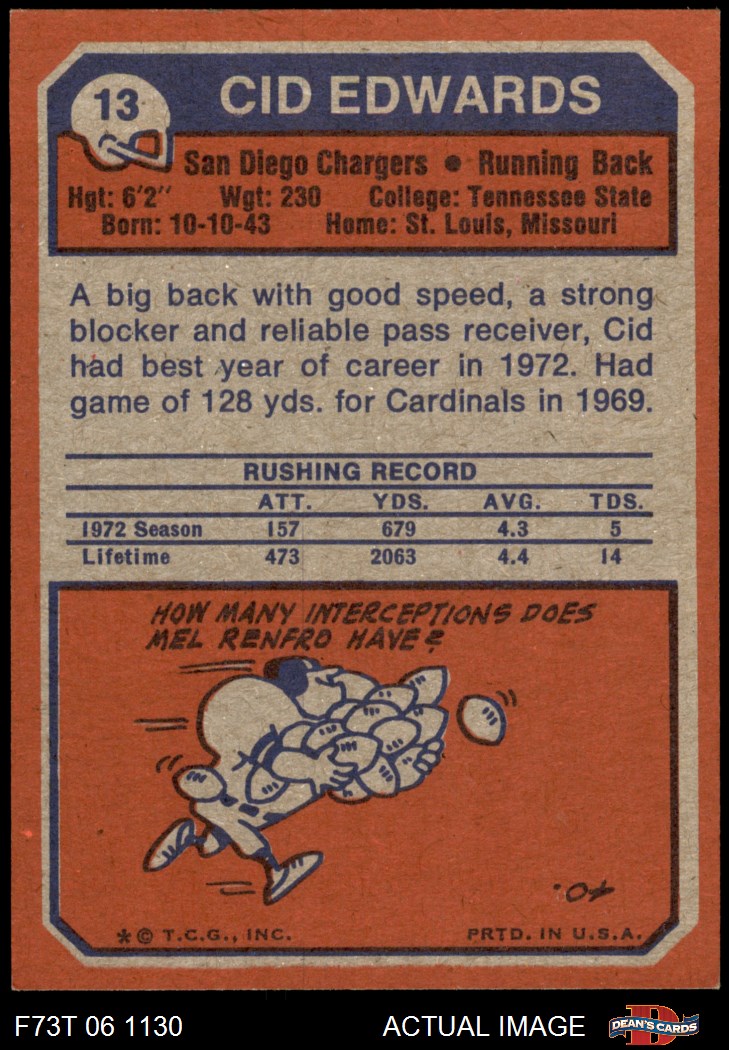 13
CID EDWARDS
San Diego Chargers • Running Back
Hgt: 6'2" Wgt: 230 College: Tennessee State
Born: 10-10-43 Home: St. Louis, Missouri
A big back with good speed, a strong
blocker and reliable pass receiver, Cid
had best year of career in 1972. Had
game of 128 yds. for Cardinals in 1969.
RUSHING RECORD
ATT. YDS. AVG. TDS.
1972 Season 157 679 4.3 5
Lifetime 473 2063 4.4 14
HOW MANY INTERCEPTIONS DOES
MEL RENFRO HAVE?
'04
* © T.C.G., INC. PRTD. IN U.S.A.
F73T 06 1130 ACTUAL IMAGE DEAN'S CARDS